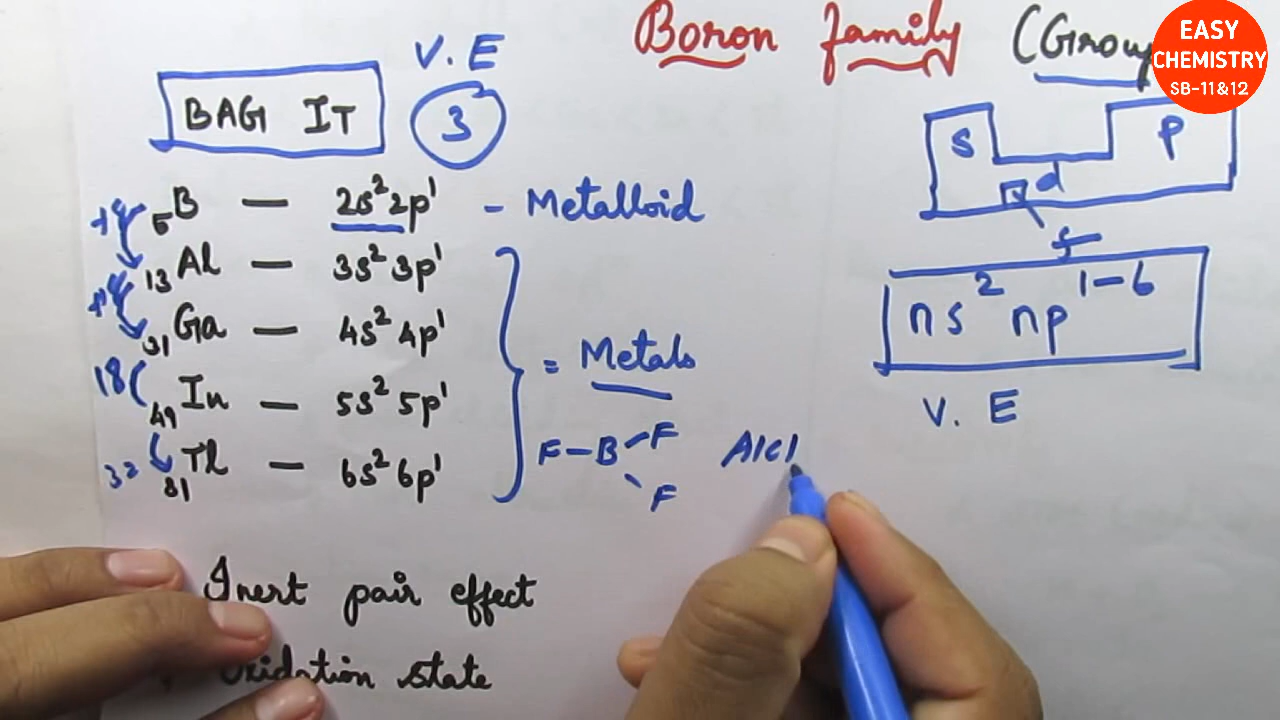 Boron family (Group
EASY
CHEMISTRY
SB-11&12
V. E
BAG IT
3
5B — 2s² 2p¹ - Metalloid
13Al — 3s² 3p¹
31Ga — 4s² 4p¹
= Metals
18
49In — 5s² 5p¹
32
81Tl — 6s² 6p¹
F-B F
F
AlCl
s
p
d
f
ns² np¹⁻⁶
V. E
Inert pair effect
Oxidation state